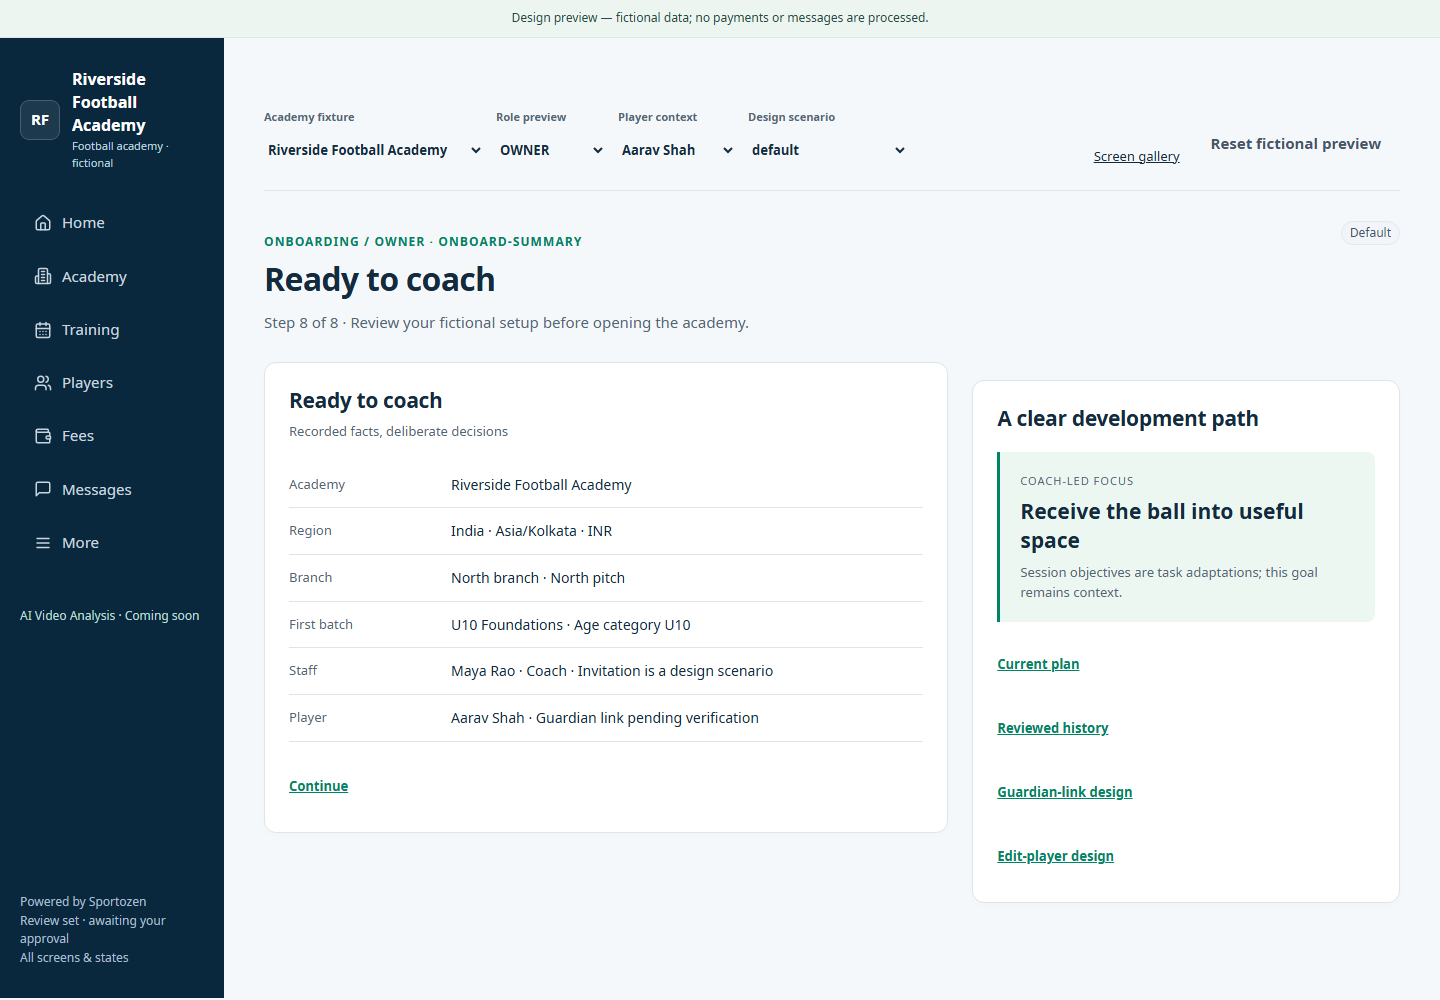 Design preview — fictional data; no payments or messages are processed.
RF
Riverside
Football
Academy
Football academy ·
fictional
Home
Academy
Training
Players
Fees
Messages
More
AI Video Analysis · Coming soon
Powered by Sportozen
Review set · awaiting your
approval
All screens & states
Academy fixture
Role preview
Player context
Design scenario
Riverside Football Academy
OWNER
Aarav Shah
default
Screen gallery
Reset fictional preview
ONBOARDING / OWNER · ONBOARD-SUMMARY
Default
Ready to coach
Step 8 of 8 · Review your fictional setup before opening the academy.
Ready to coach
Recorded facts, deliberate decisions
Academy Riverside Football Academy
Region India · Asia/Kolkata · INR
Branch North branch · North pitch
First batch U10 Foundations · Age category U10
Staff Maya Rao · Coach · Invitation is a design scenario
Player Aarav Shah · Guardian link pending verification
Continue
A clear development path
COACH-LED FOCUS
Receive the ball into useful
space
Session objectives are task adaptations; this goal
remains context.
Current plan
Reviewed history
Guardian-link design
Edit-player design